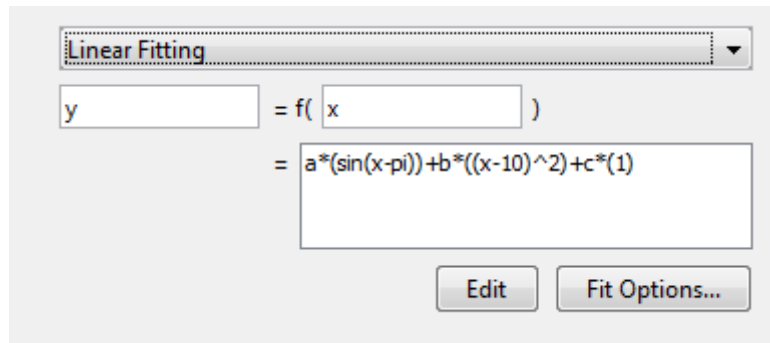 Linear Fitting
y = f( x )
= a*(sin(x-pi))+b*((x-10)^2)+c*(1)
Edit Fit Options...